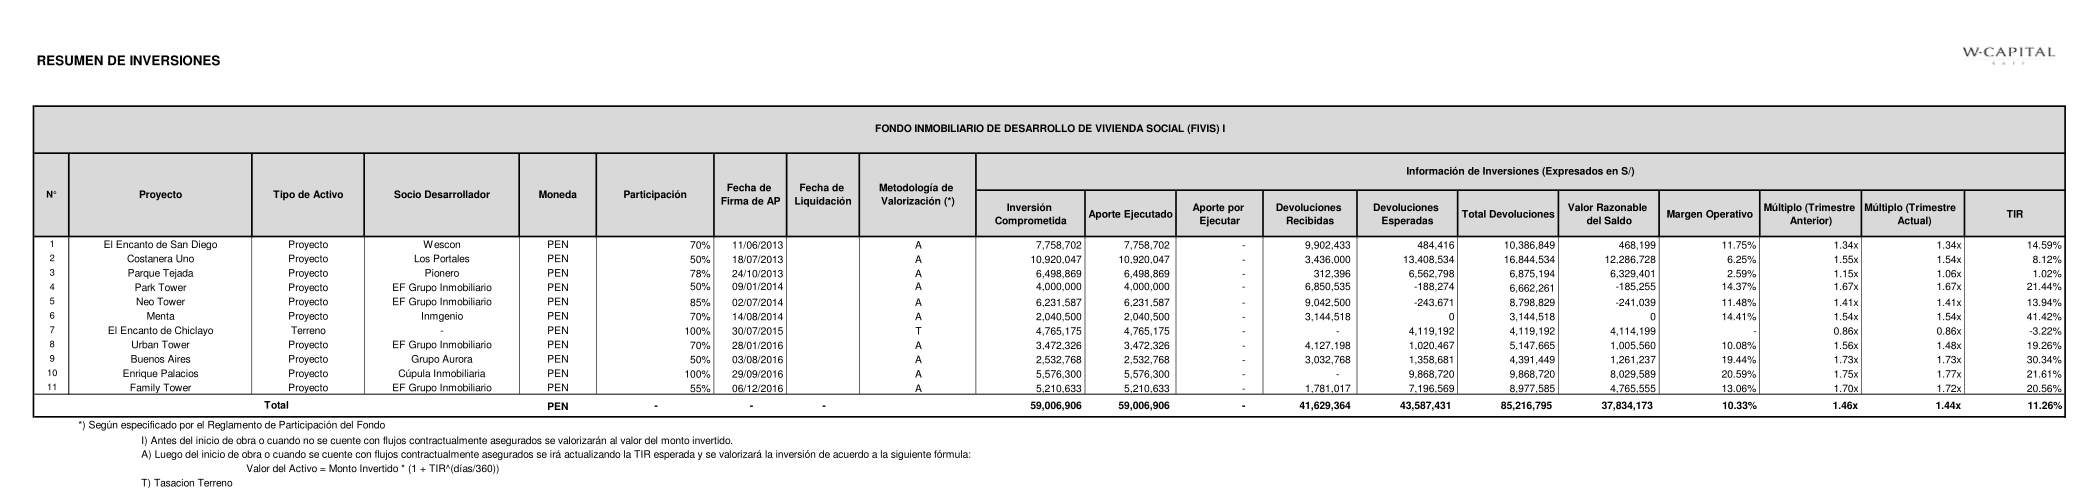 W-CAPITAL
SAFI
RESUMEN DE INVERSIONES
FONDO INMOBILIARIO DE DESARROLLO DE VIVIENDA SOCIAL (FIVIS) I
N° Proyecto Tipo de Activo Socio Desarrollador Moneda Participación Fecha de Firma de AP Fecha de Liquidación Metodología de Valorización (*) Información de Inversiones (Expresados en S/)
Inversión Comprometida Aporte Ejecutado Aporte por Ejecutar Devoluciones Recibidas Devoluciones Esperadas Total Devoluciones Valor Razonable del Saldo Margen Operativo Múltiplo (Trimestre Anterior) Múltiplo (Trimestre Actual) TIR
1 El Encanto de San Diego Proyecto Wescon PEN 70% 11/06/2013 A 7,758,702 7,758,702 - 9,902,433 484,416 10,386,849 468,199 11.75% 1.34x 1.34x 14.59%
2 Costanera Uno Proyecto Los Portales PEN 50% 18/07/2013 A 10,920,047 10,920,047 - 3,436,000 13,408,534 16,844,534 12,286,728 6.25% 1.55x 1.54x 8.12%
3 Parque Tejada Proyecto Pionero PEN 78% 24/10/2013 A 6,498,869 6,498,869 - 312,396 6,562,798 6,875,194 6,329,401 2.59% 1.15x 1.06x 1.02%
4 Park Tower Proyecto EF Grupo Inmobiliario PEN 50% 09/01/2014 A 4,000,000 4,000,000 - 6,850,535 -188,274 6,662,261 -185,255 14.37% 1.67x 1.67x 21.44%
5 Neo Tower Proyecto EF Grupo Inmobiliario PEN 85% 02/07/2014 A 6,231,587 6,231,587 - 9,042,500 -243,671 8,798,829 -241,039 11.48% 1.41x 1.41x 13.94%
6 Menta Proyecto Inmgenio PEN 70% 14/08/2014 A 2,040,500 2,040,500 - 3,144,518 0 3,144,518 0 14.41% 1.54x 1.54x 41.42%
7 El Encanto de Chiclayo Terreno - PEN 100% 30/07/2015 T 4,765,175 4,765,175 - - 4,119,192 4,119,192 4,114,199 - 0.86x 0.86x -3.22%
8 Urban Tower Proyecto EF Grupo Inmobiliario PEN 70% 28/01/2016 A 3,472,326 3,472,326 - 4,127,198 1,020,467 5,147,665 1,005,560 10.08% 1.56x 1.48x 19.26%
9 Buenos Aires Proyecto Grupo Aurora PEN 50% 03/08/2016 A 2,532,768 2,532,768 - 3,032,768 1,358,681 4,391,449 1,261,237 19.44% 1.73x 1.73x 30.34%
10 Enrique Palacios Proyecto Cúpula Inmobiliaria PEN 100% 29/09/2016 A 5,576,300 5,576,300 - - 9,868,720 9,868,720 8,029,589 20.59% 1.75x 1.77x 21.61%
11 Family Tower Proyecto EF Grupo Inmobiliario PEN 55% 06/12/2016 A 5,210,633 5,210,633 - 1,781,017 7,196,569 8,977,585 4,765,555 13.06% 1.70x 1.72x 20.56%
Total PEN - - - 59,006,906 59,006,906 - 41,629,364 43,587,431 85,216,795 37,834,173 10.33% 1.46x 1.44x 11.26%
*) Según especificado por el Reglamento de Participación del Fondo
I) Antes del inicio de obra o cuando no se cuente con flujos contractualmente asegurados se valorizarán al valor del monto invertido.
A) Luego del inicio de obra o cuando se cuente con flujos contractualmente asegurados se irá actualizando la TIR esperada y se valorizará la inversión de acuerdo a la siguiente fórmula:
Valor del Activo = Monto Invertido * (1 + TIR^(días/360))
T) Tasacion Terreno